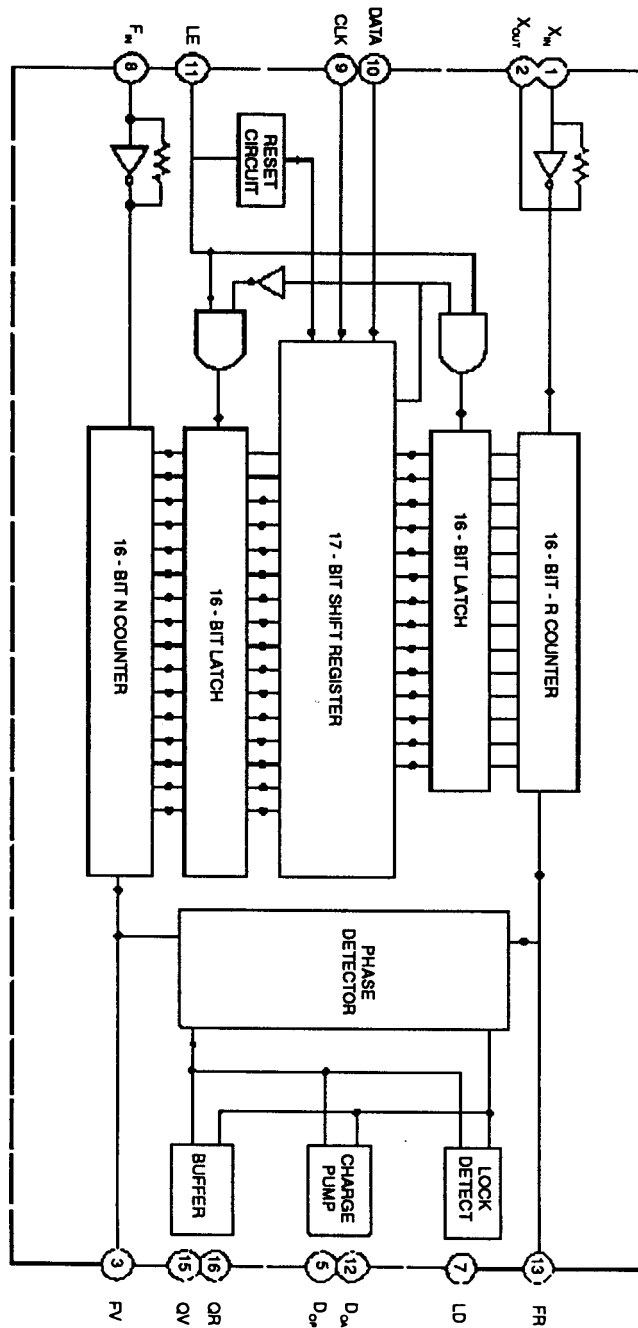 X_IN
1
X_OUT
2
DATA
10
CLK
9
LE
11
F_IN
8
RESET
CIRCUIT
16 - BIT - R COUNTER
16 - BIT LATCH
17 - BIT SHIFT REGISTER
16 - BIT LATCH
16 - BIT N COUNTER
PHASE
DETECTOR
LOCK
DETECT
CHARGE
PUMP
BUFFER
13
FR
7
LD
12
5
D_OP
16
QR
15
QV
3
FV